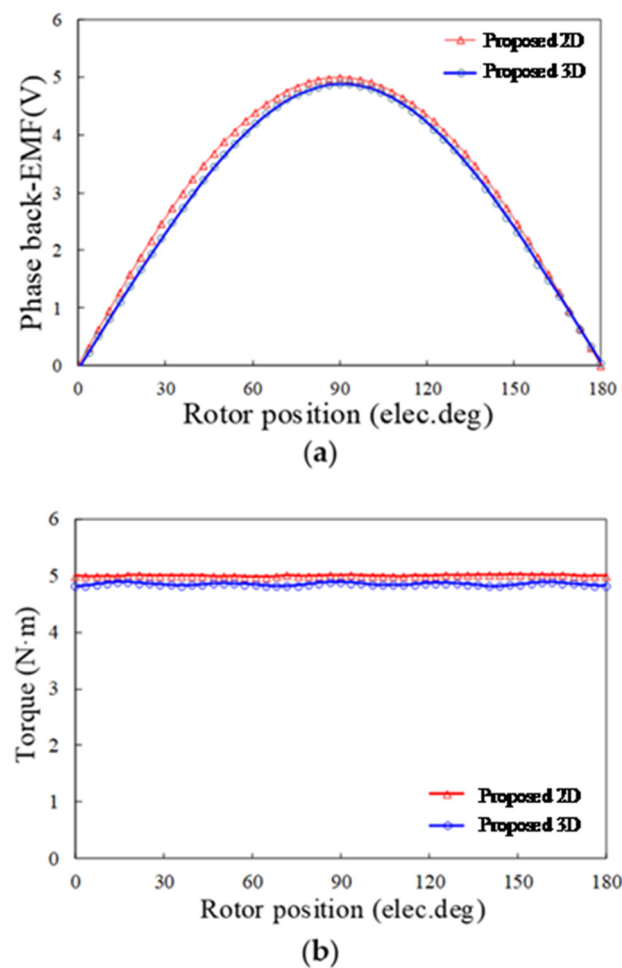 6
5
4
3
2
1
0
Phase back-EMF(V)
Proposed 2D
Proposed 3D
0 30 60 90 120 150 180
Rotor position (elec.deg)
(a)
6
5
4
3
2
1
0
Torque (N·m)
Proposed 2D
Proposed 3D
0 30 60 90 120 150 180
Rotor position (elec.deg)
(b)